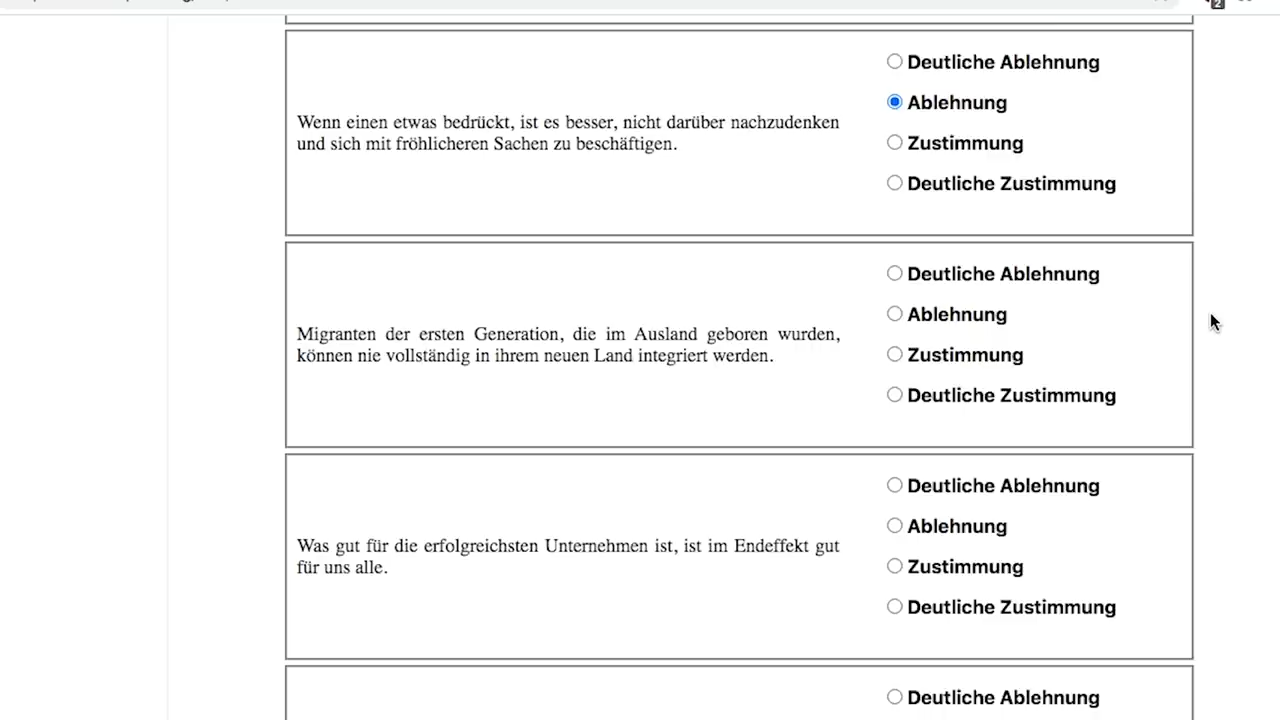 2
Deutliche Ablehnung
Ablehnung
Wenn einen etwas bedrückt, ist es besser, nicht darüber nachzudenken
und sich mit fröhlicheren Sachen zu beschäftigen.
Zustimmung
Deutliche Zustimmung
Deutliche Ablehnung
Ablehnung
Migranten der ersten Generation, die im Ausland geboren wurden,
können nie vollständig in ihrem neuen Land integriert werden.
Zustimmung
Deutliche Zustimmung
Deutliche Ablehnung
Ablehnung
Was gut für die erfolgreichsten Unternehmen ist, ist im Endeffekt gut
für uns alle.
Zustimmung
Deutliche Zustimmung
Deutliche Ablehnung